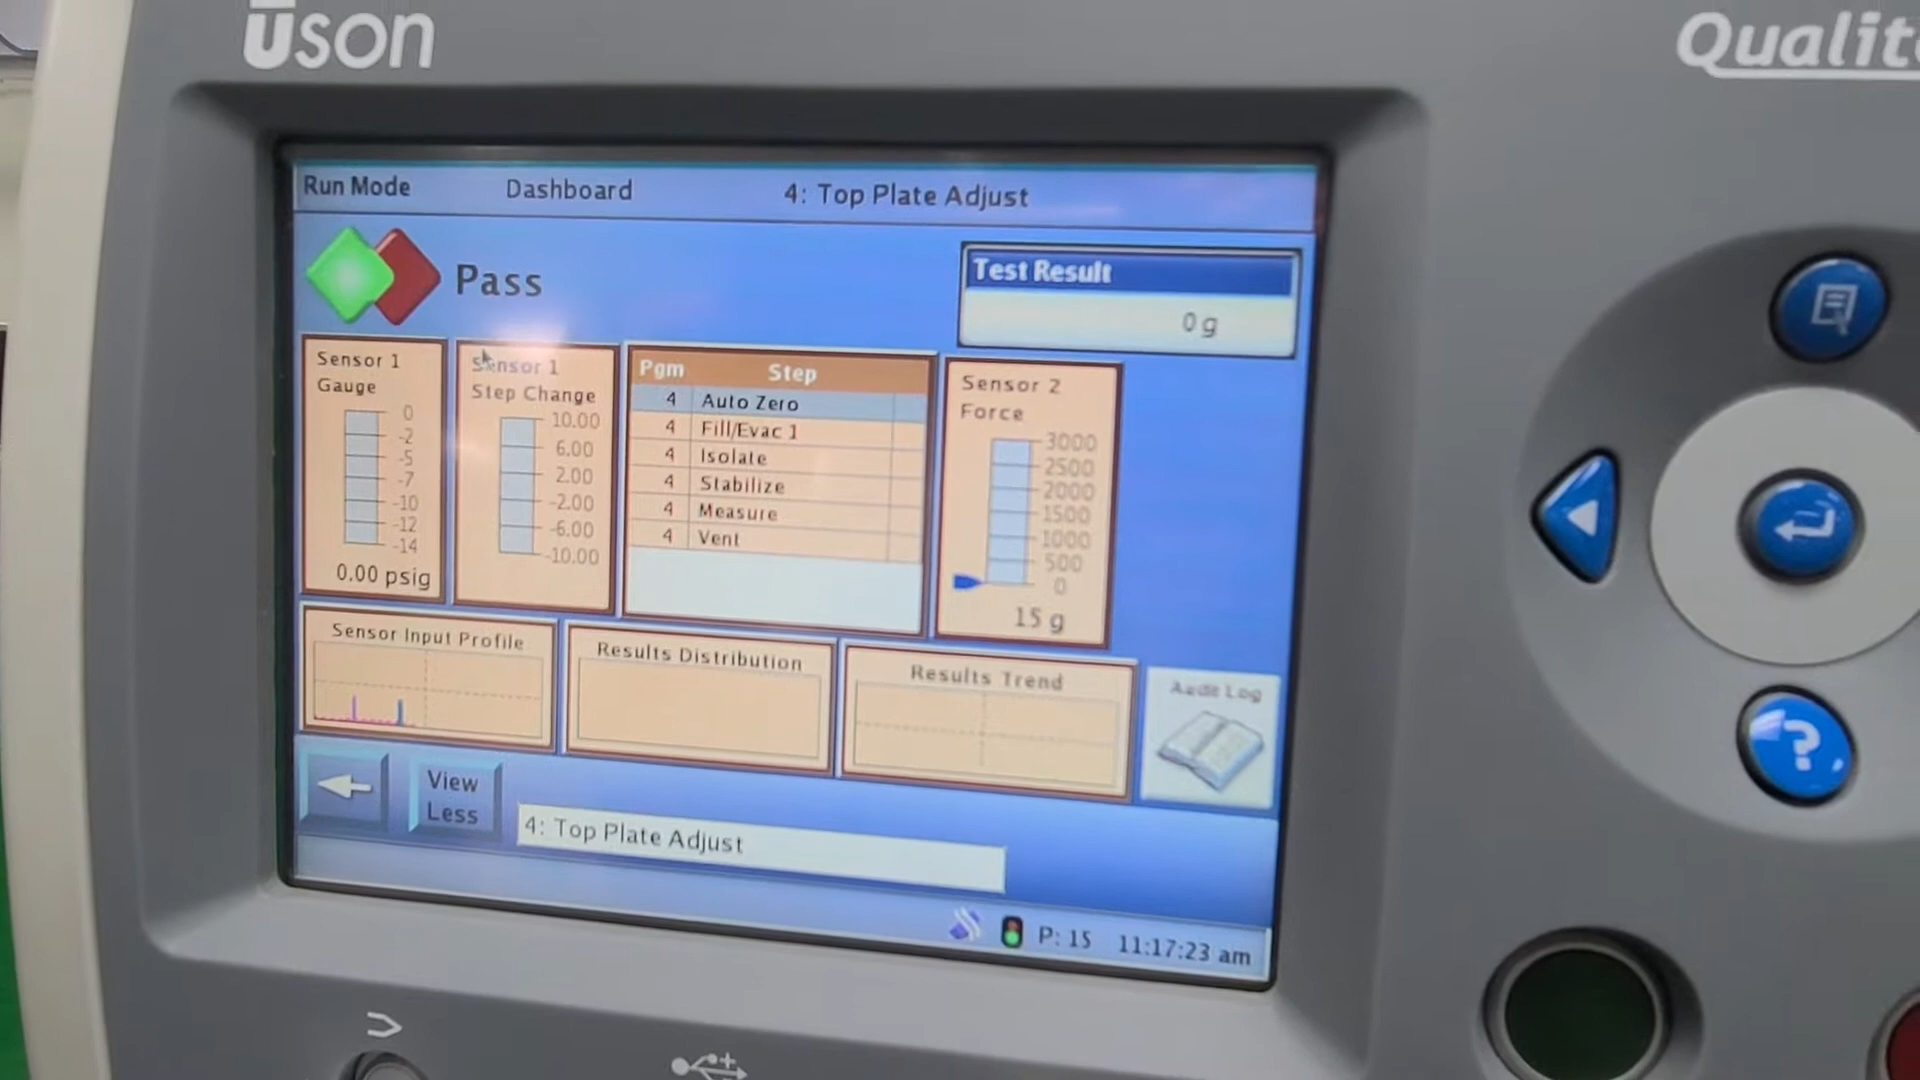 ūson
Qualit
Run Mode Dashboard 4: Top Plate Adjust
Pass
Test Result
0 g
Sensor 1
Gauge
0
-2
-5
-7
-10
-12
-14
0.00 psig
Sensor 1
Step Change
10.00
6.00
2.00
-2.00
-6.00
-10.00
Pgm Step
4 Auto Zero
4 Fill/Evac 1
4 Isolate
4 Stabilize
4 Measure
4 Vent
Sensor 2
Force
3000
2500
2000
1500
1000
500
0
15 g
Sensor Input Profile
Results Distribution
Results Trend
Audit Log
View
Less
4: Top Plate Adjust
P: 15 11:17:23 am